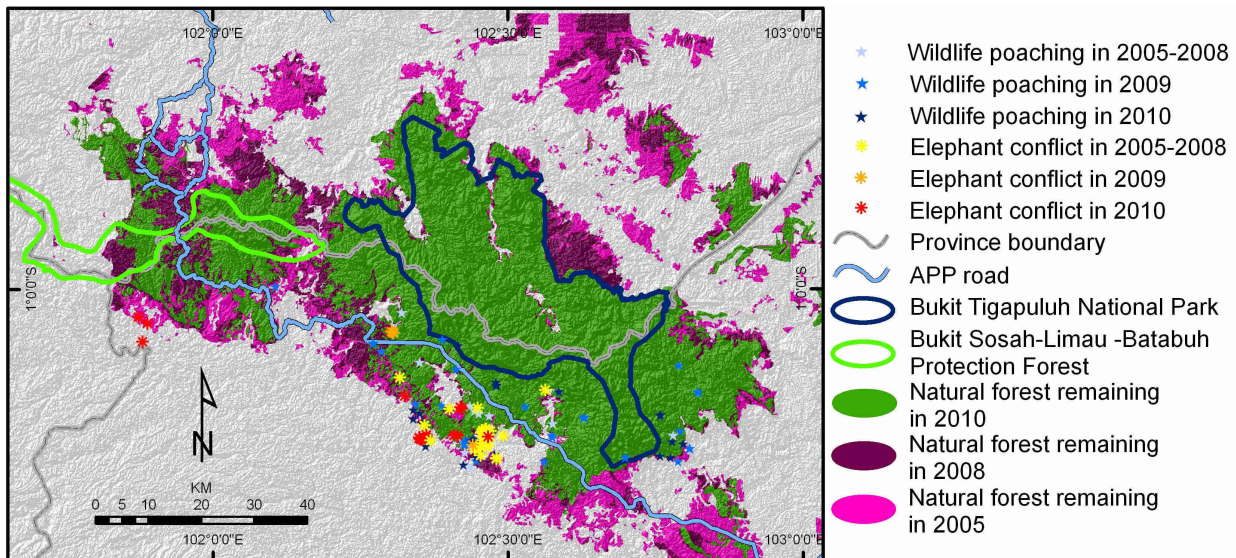 102°0'0"E
102°30'0"E
103°0'0"E
1°0'0"S
1°0'0"S
N
KM
0 5 10 20 30 40
102°0'0"E
102°30'0"E
103°0'0"E
Wildlife poaching in 2005-2008
Wildlife poaching in 2009
Wildlife poaching in 2010
Elephant conflict in 2005-2008
Elephant conflict in 2009
Elephant conflict in 2010
Province boundary
APP road
Bukit Tigapuluh National Park
Bukit Sosah-Limau -Batabuh
Protection Forest
Natural forest remaining
in 2010
Natural forest remaining
in 2008
Natural forest remaining
in 2005